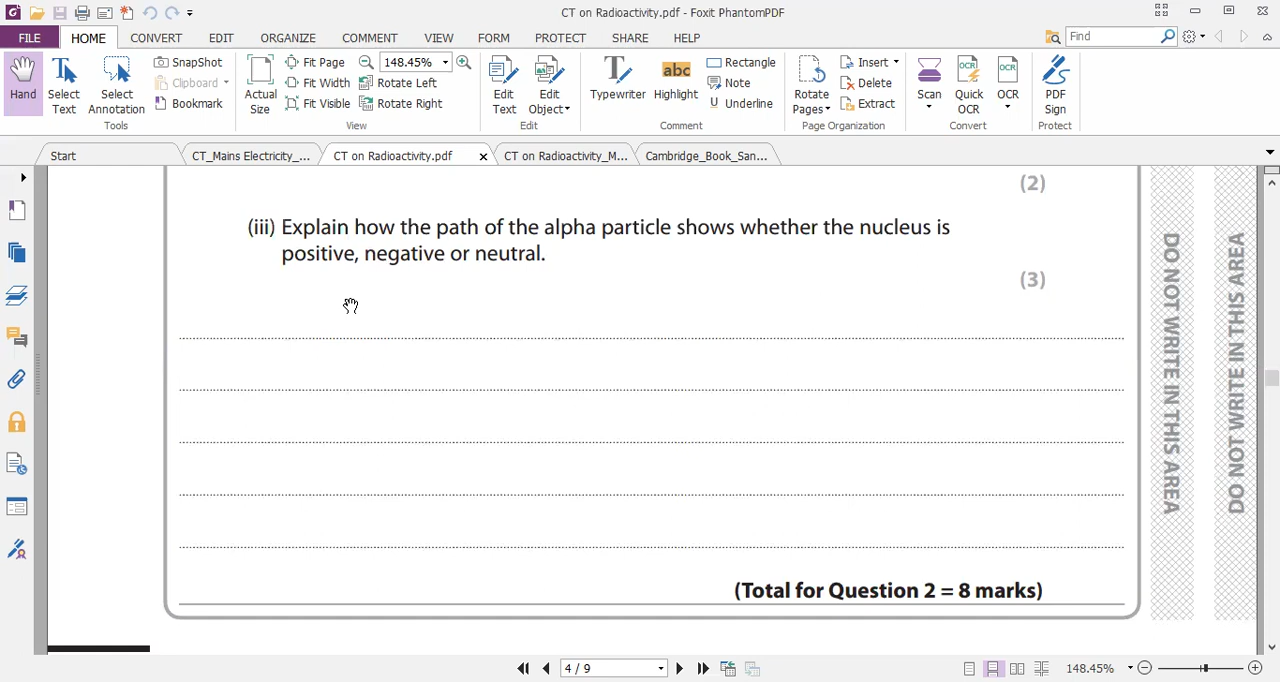 CT on Radioactivity.pdf - Foxit PhantomPDF
FILE HOME CONVERT EDIT ORGANIZE COMMENT VIEW FORM PROTECT SHARE HELP
Find
Hand
Select Text
Select Annotation
SnapShot
Clipboard
Bookmark
Tools
Actual Size
Fit Page
Fit Width
Fit Visible
148.45%
Rotate Left
Rotate Right
View
Edit Text
Edit Object
Edit
Typewriter
abc
Highlight
Rectangle
Note
Underline
Comment
Rotate Pages
Insert
Delete
Extract
Page Organization
Scan
OCR
Quick OCR
OCR
OCR
Convert
PDF Sign
Protect
Start
CT_Mains Electricity_...
CT on Radioactivity.pdf
CT on Radioactivity_M...
Cambridge_Book_San...
(2)
(iii) Explain how the path of the alpha particle shows whether the nucleus is
positive, negative or neutral.
(3)
(Total for Question 2 = 8 marks)
DO NOT WRITE IN THIS AREA
DO NOT WRITE IN THIS AREA
4 / 9
148.45%